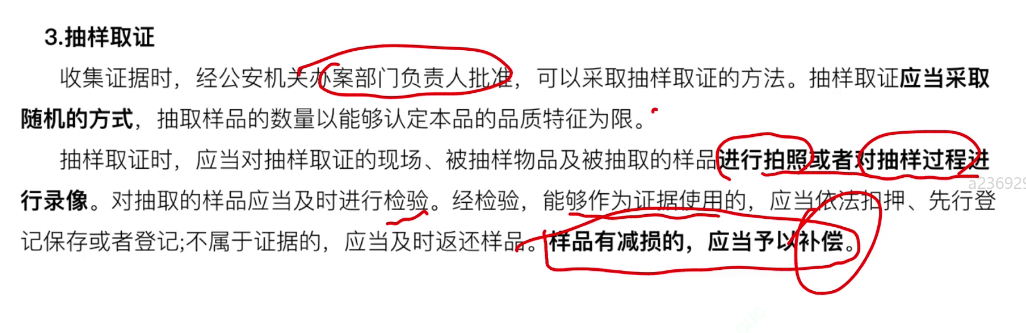 3.抽样取证
收集证据时，经公安机关办案部门负责人批准，可以采取抽样取证的方法。抽样取证应当采取
随机的方式，抽取样品的数量以能够认定本品的品质特征为限。
抽样取证时，应当对抽样取证的现场、被抽样物品及被抽取的样品进行拍照或者对抽样过程进
行录像。对抽取的样品应当及时进行检验。经检验，能够作为证据使用的，应当依法扣押、先行登
记保存或者登记;不属于证据的，应当及时返还样品。样品有减损的，应当予以补偿。